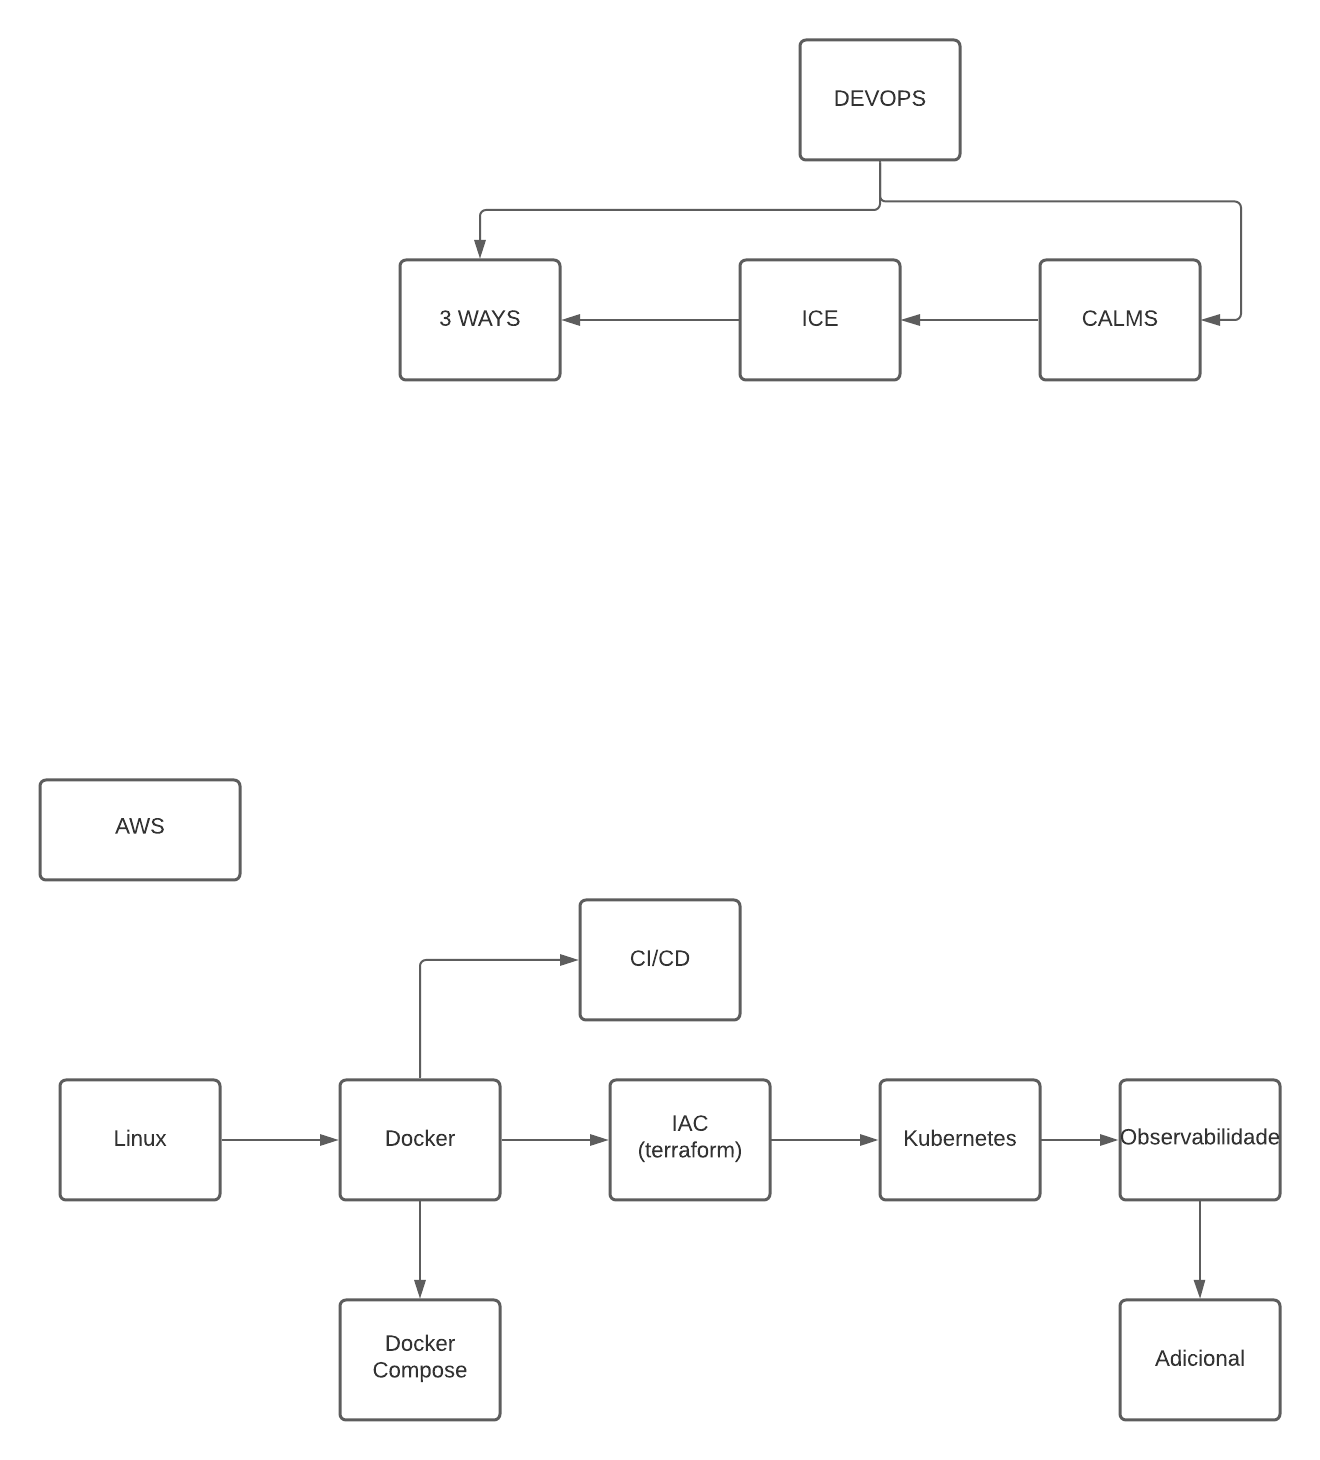 DEVOPS
3 WAYS
ICE
CALMS
AWS
CI/CD
Linux
Docker
IAC
(terraform)
Kubernetes
Observabilidade
Docker
Compose
Adicional